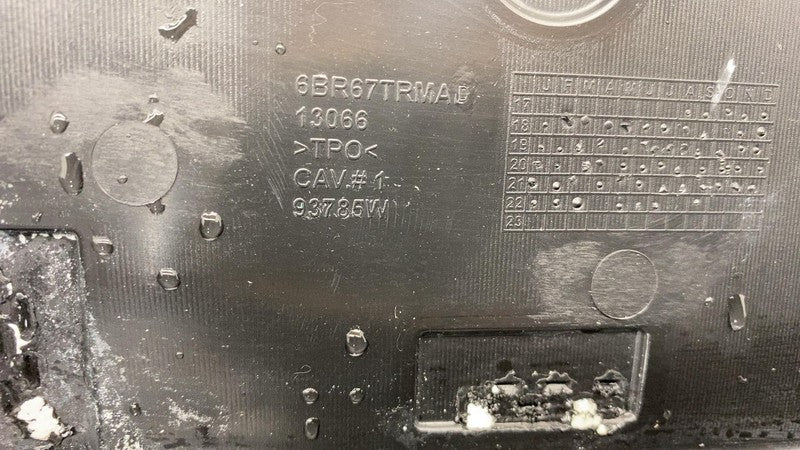 6BR67TRMAD
13066
>TPO<
CAV.# 1
93785W
J F M A M J J A S O N D
17
18
19
20
21
22
23